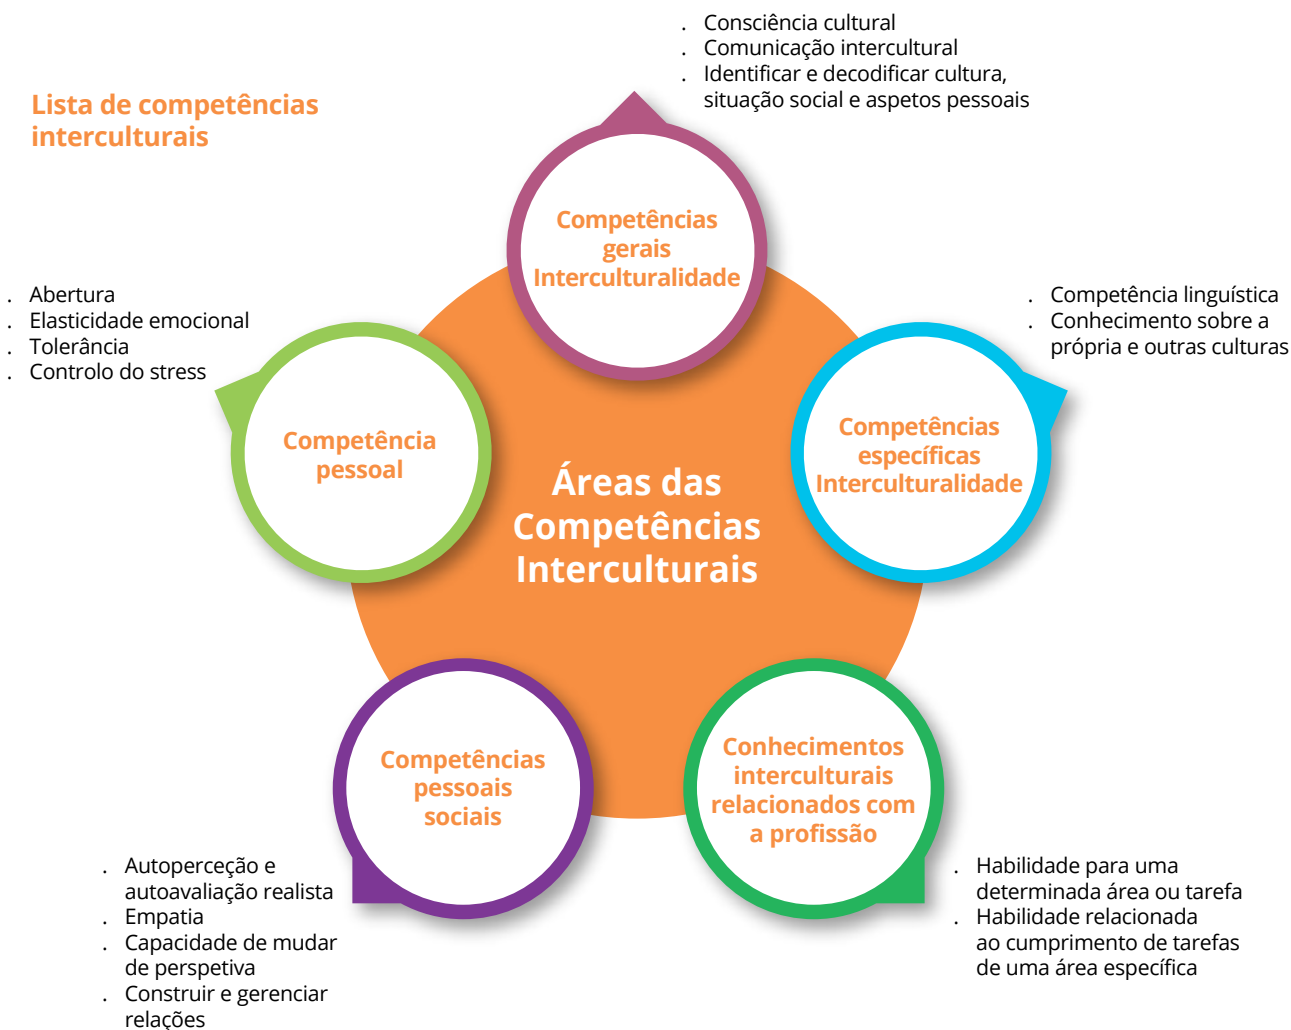 Lista de competências
interculturais
. Consciência cultural
. Comunicação intercultural
. Identificar e decodificar cultura,
situação social e aspetos pessoais
Competências
gerais
Interculturalidade
. Competência linguística
. Conhecimento sobre a
própria e outras culturas
Competências
específicas
Interculturalidade
. Abertura
. Elasticidade emocional
. Tolerância
. Controlo do stress
Competência
pessoal
Áreas das
Competências
Interculturais
Competências
pessoais
sociais
. Autoperceção e
autoavaliação realista
. Empatia
. Capacidade de mudar
de perspetiva
. Construir e gerenciar
relações
Conhecimentos
interculturais
relacionados com
a profissão
. Habilidade para uma
determinada área ou tarefa
. Habilidade relacionada
ao cumprimento de tarefas
de uma área específica